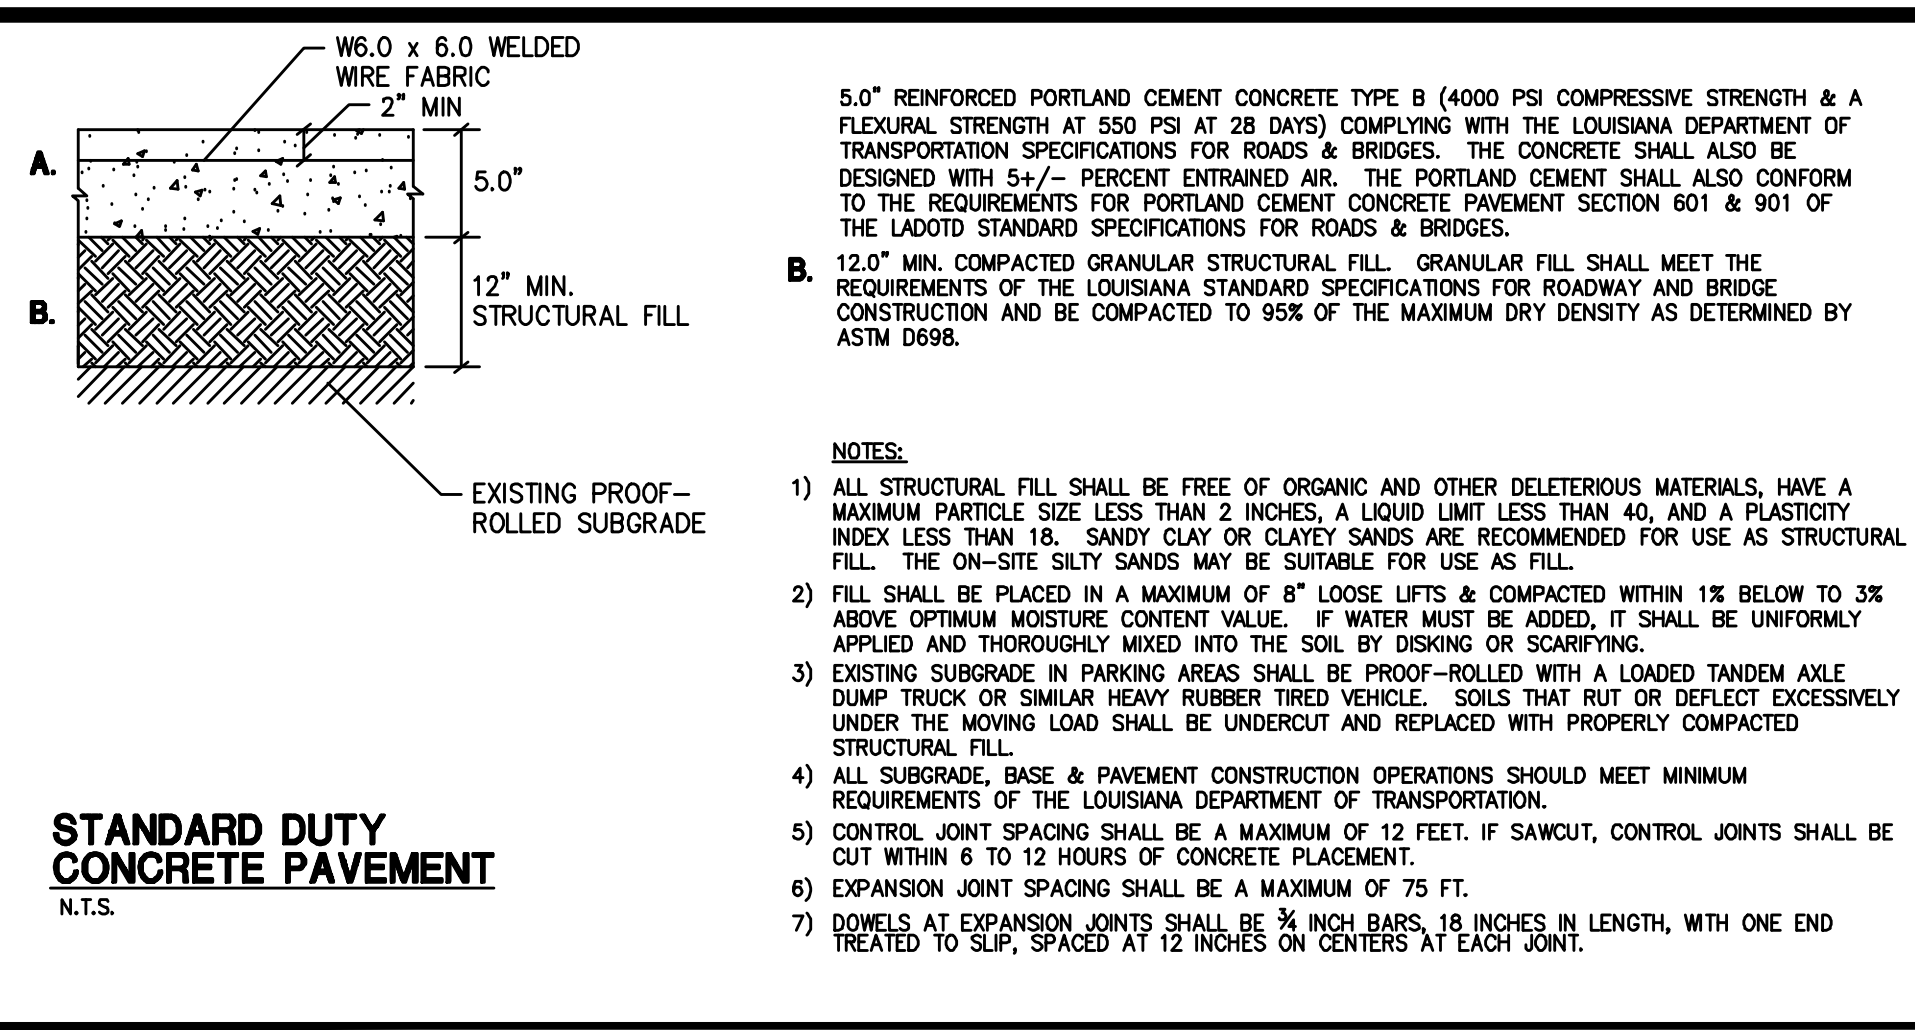 W6.0 x 6.0 WELDED
WIRE FABRIC
2" MIN
A.
5.0"
B.
12" MIN.
STRUCTURAL FILL
EXISTING PROOF-
ROLLED SUBGRADE
STANDARD DUTY
CONCRETE PAVEMENT
N.T.S.
5.0" REINFORCED PORTLAND CEMENT CONCRETE TYPE B (4000 PSI COMPRESSIVE STRENGTH & A
FLEXURAL STRENGTH AT 550 PSI AT 28 DAYS) COMPLYING WITH THE LOUISIANA DEPARTMENT OF
TRANSPORTATION SPECIFICATIONS FOR ROADS & BRIDGES. THE CONCRETE SHALL ALSO BE
DESIGNED WITH 5+/- PERCENT ENTRAINED AIR. THE PORTLAND CEMENT SHALL ALSO CONFORM
TO THE REQUIREMENTS FOR PORTLAND CEMENT CONCRETE PAVEMENT SECTION 601 & 901 OF
THE LADOTD STANDARD SPECIFICATIONS FOR ROADS & BRIDGES.
B. 12.0" MIN. COMPACTED GRANULAR STRUCTURAL FILL. GRANULAR FILL SHALL MEET THE
REQUIREMENTS OF THE LOUISIANA STANDARD SPECIFICATIONS FOR ROADWAY AND BRIDGE
CONSTRUCTION AND BE COMPACTED TO 95% OF THE MAXIMUM DRY DENSITY AS DETERMINED BY
ASTM D698.
NOTES:
1) ALL STRUCTURAL FILL SHALL BE FREE OF ORGANIC AND OTHER DELETERIOUS MATERIALS, HAVE A
MAXIMUM PARTICLE SIZE LESS THAN 2 INCHES, A LIQUID LIMIT LESS THAN 40, AND A PLASTICITY
INDEX LESS THAN 18. SANDY CLAY OR CLAYEY SANDS ARE RECOMMENDED FOR USE AS STRUCTURAL
FILL. THE ON-SITE SILTY SANDS MAY BE SUITABLE FOR USE AS FILL.
2) FILL SHALL BE PLACED IN A MAXIMUM OF 8" LOOSE LIFTS & COMPACTED WITHIN 1% BELOW TO 3%
ABOVE OPTIMUM MOISTURE CONTENT VALUE. IF WATER MUST BE ADDED, IT SHALL BE UNIFORMLY
APPLIED AND THOROUGHLY MIXED INTO THE SOIL BY DISKING OR SCARIFYING.
3) EXISTING SUBGRADE IN PARKING AREAS SHALL BE PROOF-ROLLED WITH A LOADED TANDEM AXLE
DUMP TRUCK OR SIMILAR HEAVY RUBBER TIRED VEHICLE. SOILS THAT RUT OR DEFLECT EXCESSIVELY
UNDER THE MOVING LOAD SHALL BE UNDERCUT AND REPLACED WITH PROPERLY COMPACTED
STRUCTURAL FILL.
4) ALL SUBGRADE, BASE & PAVEMENT CONSTRUCTION OPERATIONS SHOULD MEET MINIMUM
REQUIREMENTS OF THE LOUISIANA DEPARTMENT OF TRANSPORTATION.
5) CONTROL JOINT SPACING SHALL BE A MAXIMUM OF 12 FEET. IF SAWCUT, CONTROL JOINTS SHALL BE
CUT WITHIN 6 TO 12 HOURS OF CONCRETE PLACEMENT.
6) EXPANSION JOINT SPACING SHALL BE A MAXIMUM OF 75 FT.
7) DOWELS AT EXPANSION JOINTS SHALL BE ¾ INCH BARS, 18 INCHES IN LENGTH, WITH ONE END
TREATED TO SLIP, SPACED AT 12 INCHES ON CENTERS AT EACH JOINT.